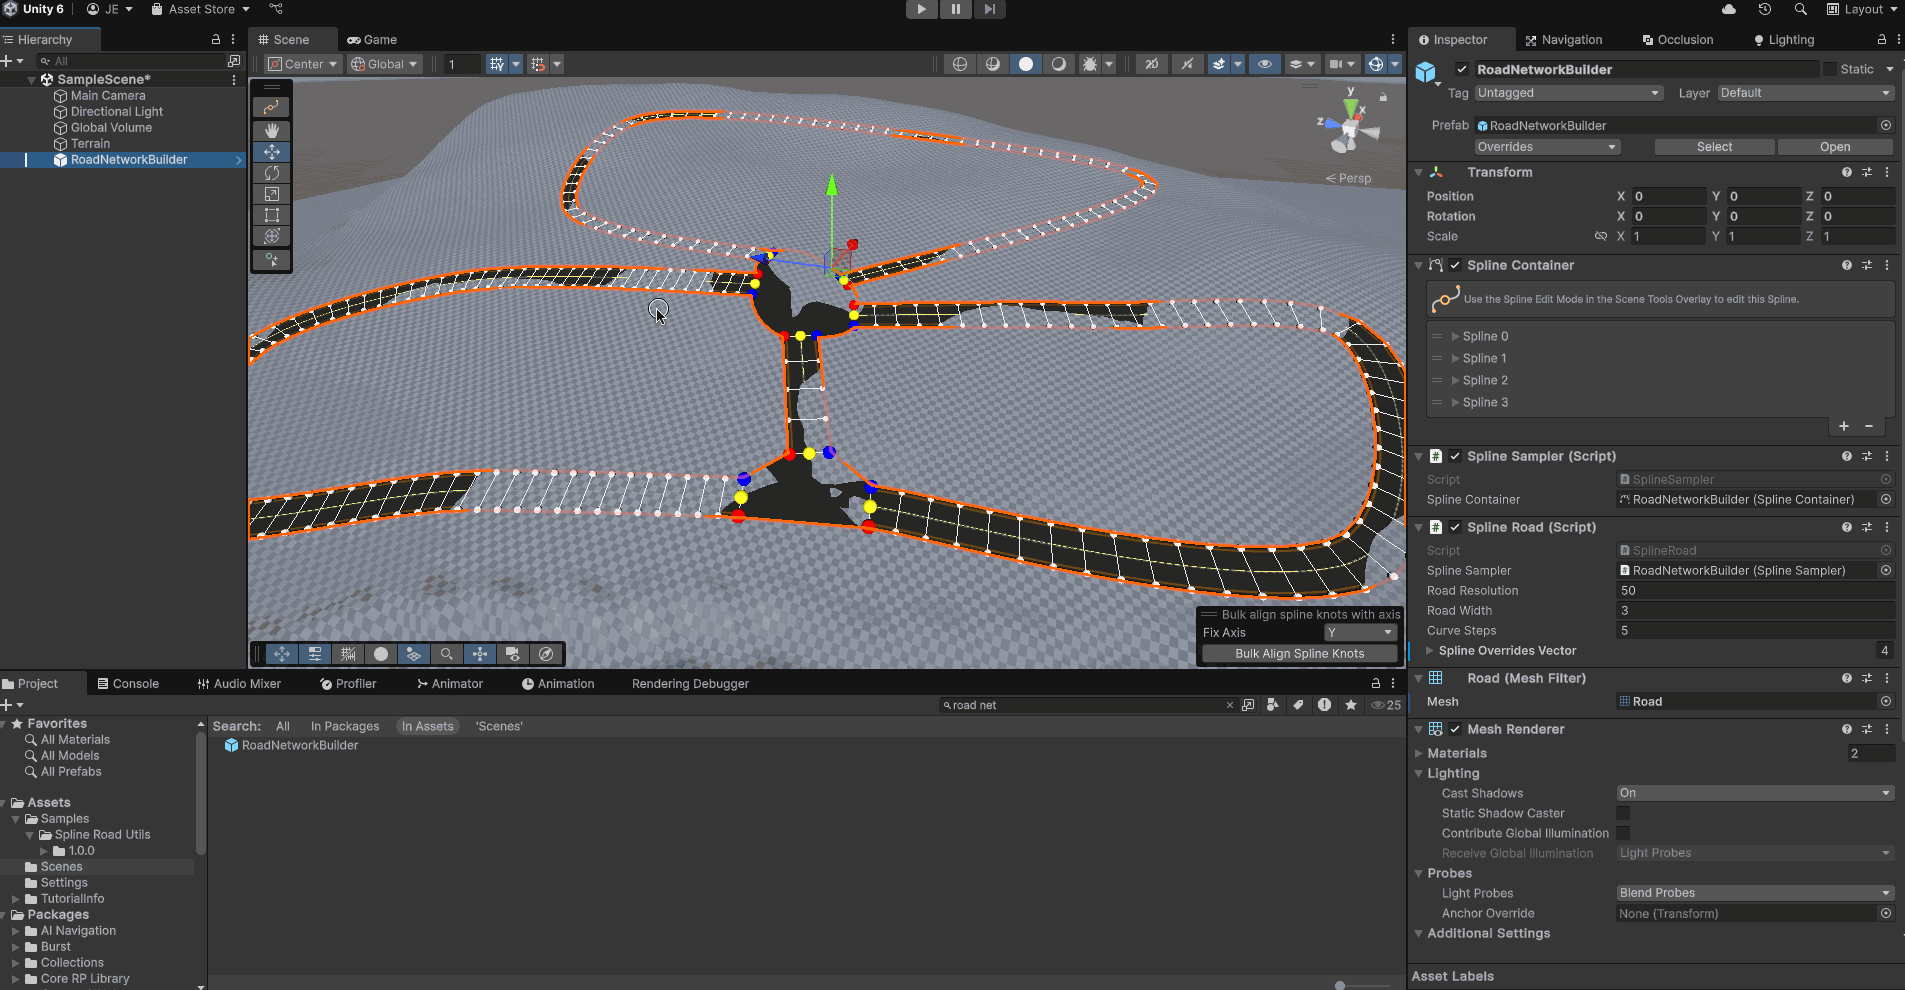 Unity 6 JE Asset Store Layout
Hierarchy
All
SampleScene*
Main Camera
Directional Light
Global Volume
Terrain
RoadNetworkBuilder
Scene Game
Center Global 1 2D
y
x
z
Persp
Bulk align spline knots with axis
Fix Axis Y
Bulk Align Spline Knots
Inspector Navigation Occlusion Lighting
RoadNetworkBuilder Static
Tag Untagged Layer Default
Prefab RoadNetworkBuilder
Overrides Select Open
Transform
Position X 0 Y 0 Z 0
Rotation X 0 Y 0 Z 0
Scale X 1 Y 1 Z 1
Spline Container
Use the Spline Edit Mode in the Scene Tools Overlay to edit this Spline.
Spline 0
Spline 1
Spline 2
Spline 3
Spline Sampler (Script)
Script SplineSampler
Spline Container RoadNetworkBuilder (Spline Container)
Spline Road (Script)
Script SplineRoad
Spline Sampler RoadNetworkBuilder (Spline Sampler)
Road Resolution 50
Road Width 3
Curve Steps 5
Spline Overrides Vector 4
Road (Mesh Filter)
Mesh Road
Mesh Renderer
Materials 2
Lighting
Cast Shadows On
Static Shadow Caster
Contribute Global Illumination
Receive Global Illumination Light Probes
Probes
Light Probes Blend Probes
Anchor Override None (Transform)
Additional Settings
Asset Labels
Project Console Audio Mixer Profiler Animator Animation Rendering Debugger
road net 25
Favorites
All Materials
All Models
All Prefabs
Assets
Samples
Spline Road Utils
1.0.0
Scenes
Settings
TutorialInfo
Packages
AI Navigation
Burst
Collections
Core RP Library
Search: All In Packages In Assets 'Scenes'
RoadNetworkBuilder